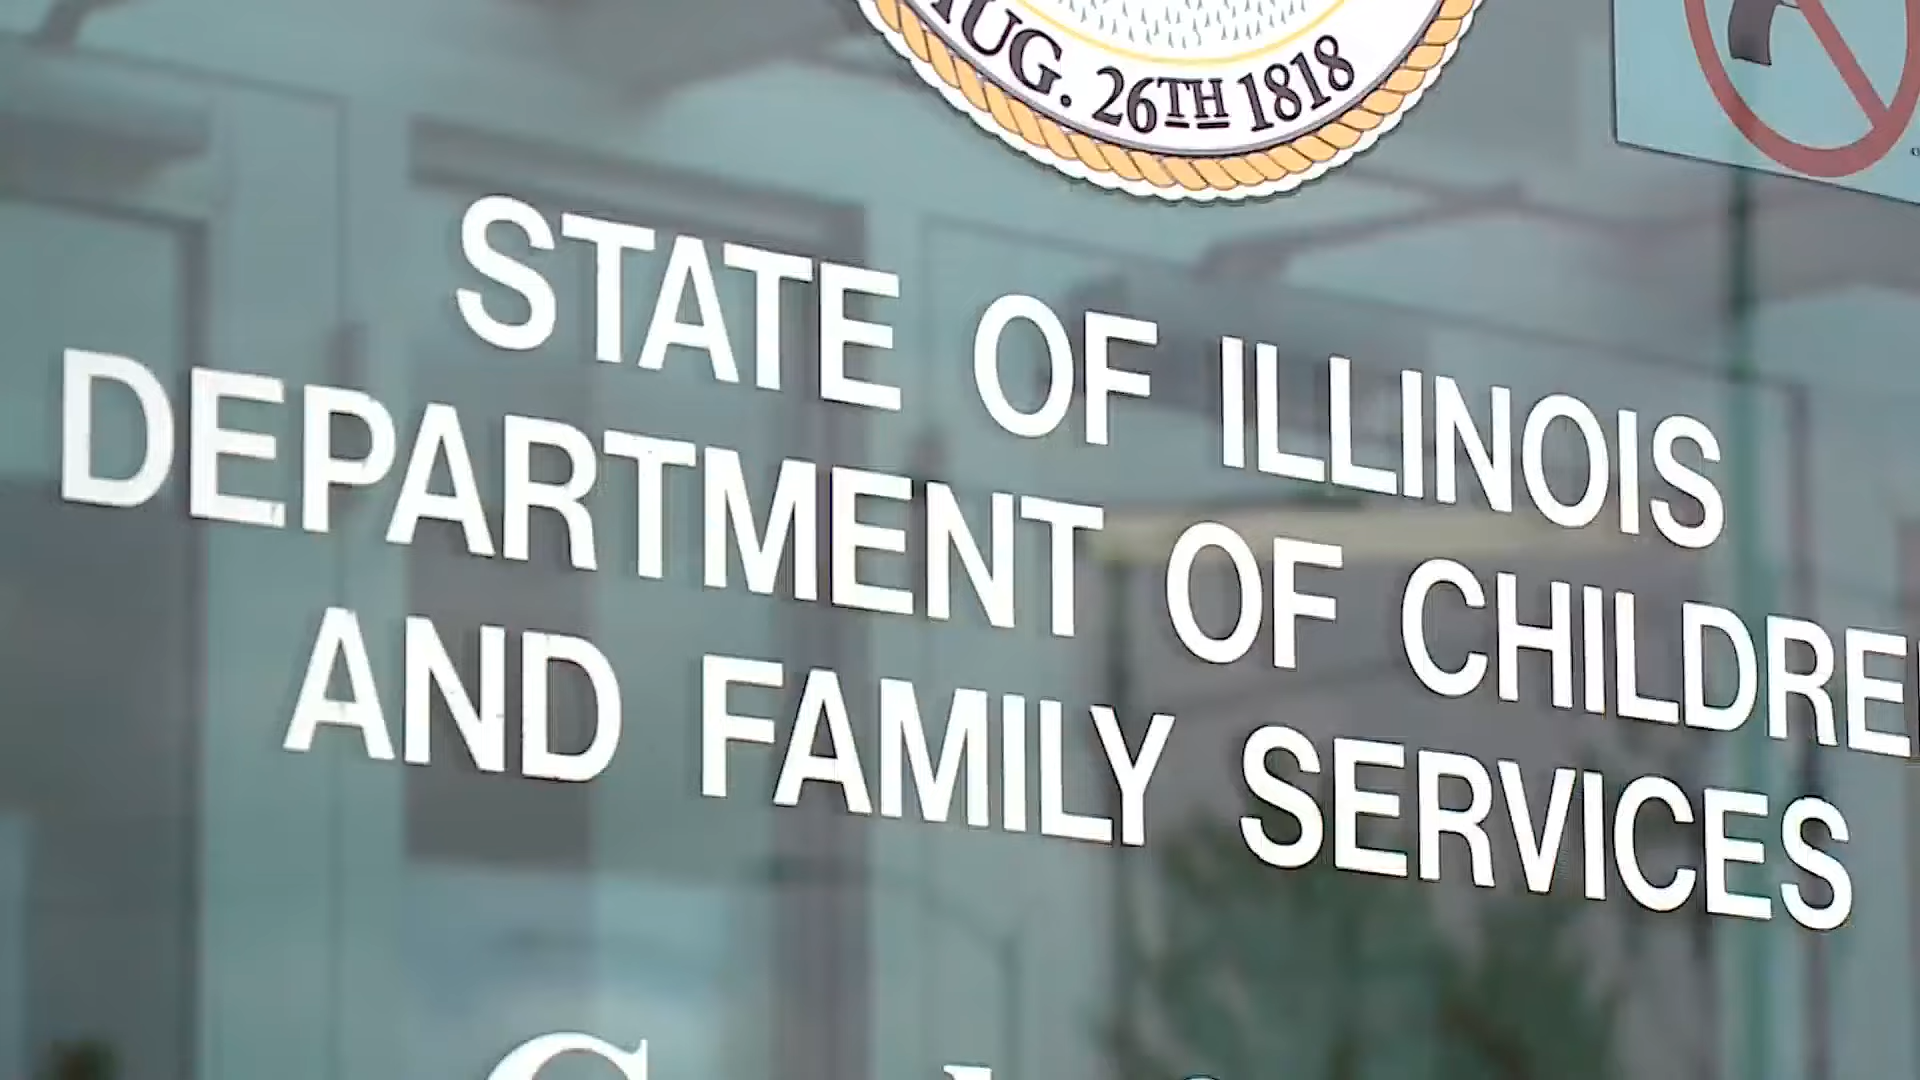 AUG. 26TH 1818
STATE OF ILLINOIS
DEPARTMENT OF CHILDRE
AND FAMILY SERVICES